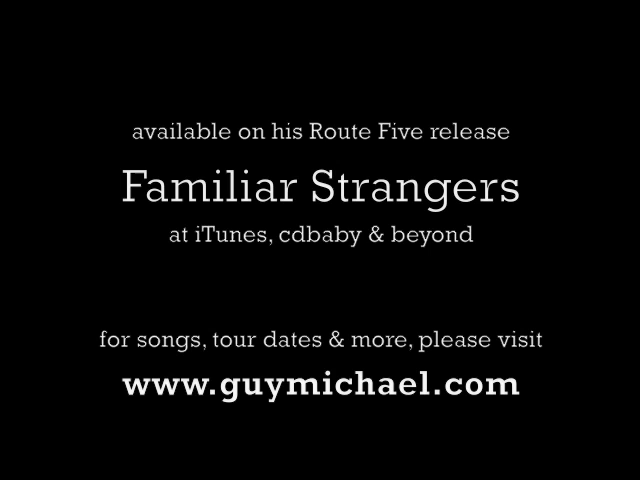 available on his Route Five release
Familiar Strangers
at iTunes, cdbaby & beyond
for songs, tour dates & more, please visit
www.guymichael.com